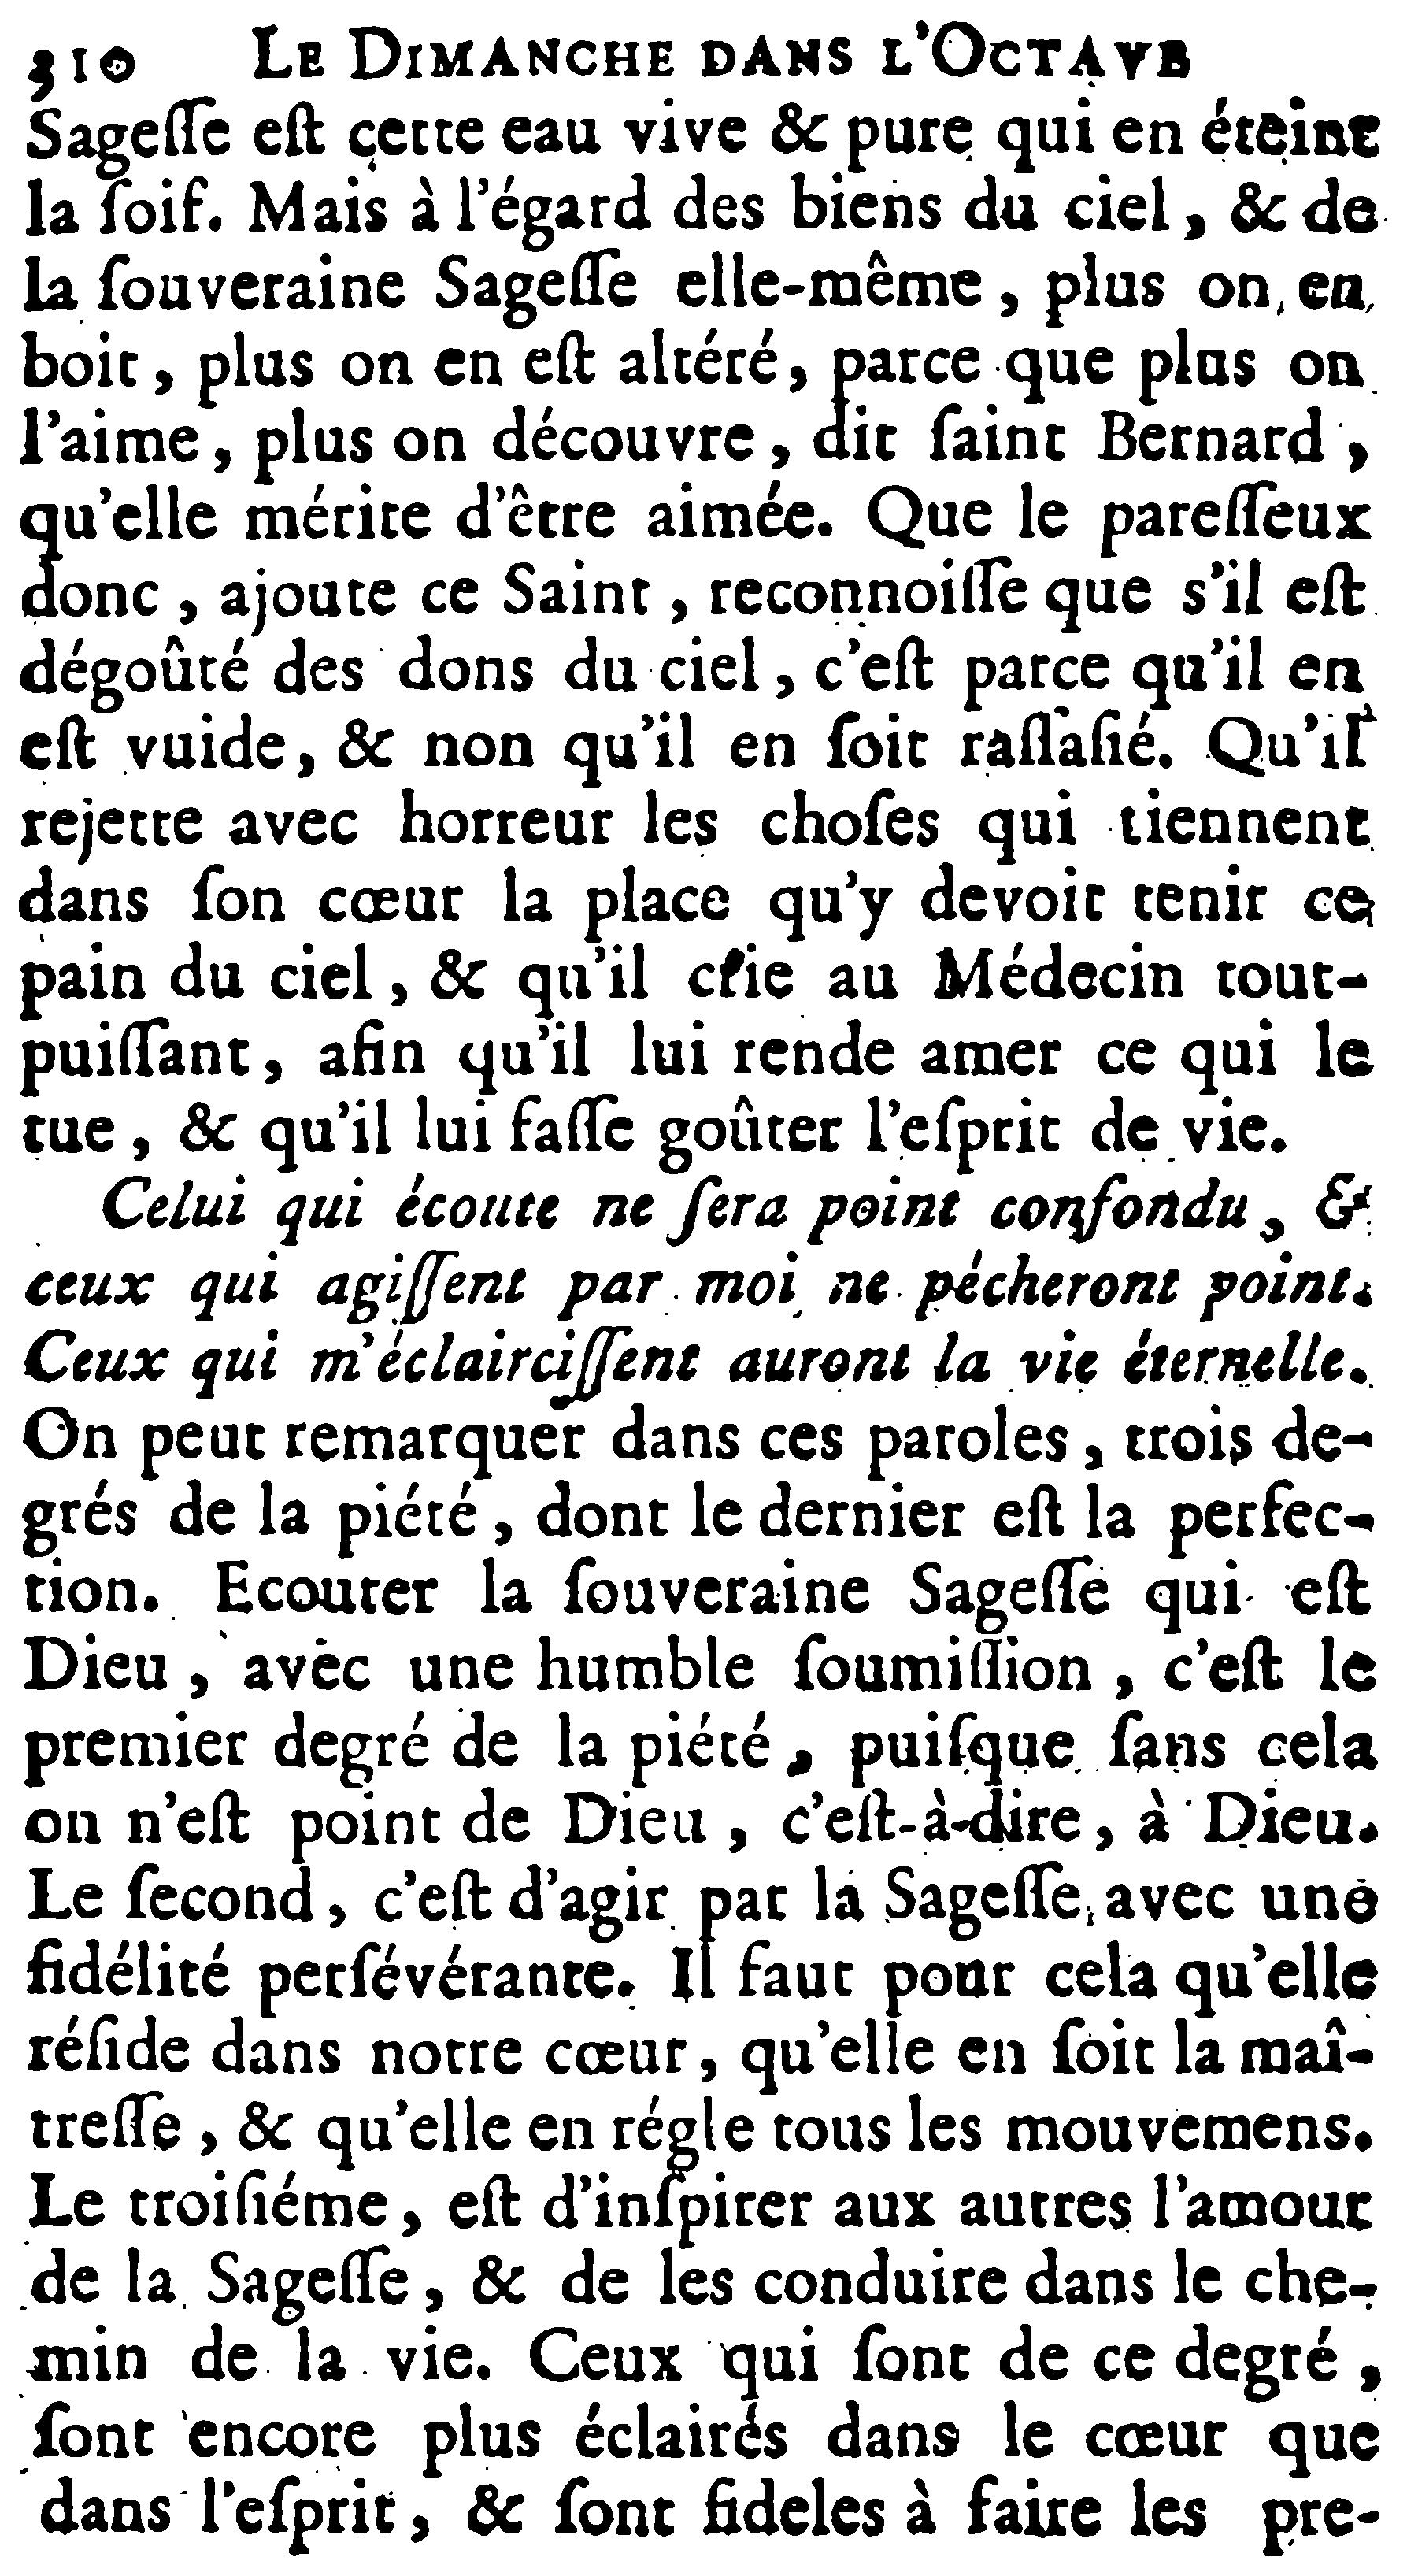 310 LE DIMANCHE DANS L'OCTAVE
Sageſſe eſt cette eau vive & pure qui en éteint
la ſoif. Mais à l'égard des biens du ciel, & de
la ſouveraine Sageſſe elle-même, plus on en
boit, plus on en eſt altéré, parce que plus on
l'aime, plus on découvre, dit ſaint Bernard,
qu'elle mérite d'être aimée. Que le pareſſeux
donc, ajoute ce Saint, reconnoiſſe que s'il eſt
dégoûté des dons du ciel, c'eſt parce qu'il en
eſt vuide, & non qu'il en ſoit raſſaſié. Qu'il
rejette avec horreur les choſes qui tiennent
dans ſon cœur la place qu'y devoit tenir ce
pain du ciel, & qu'il crie au Médecin tout-
puiſſant, afin qu'il lui rende amer ce qui le
tue, & qu'il lui faſſe goûter l'eſprit de vie.
Celui qui écoute ne ſera point confondu, &
ceux qui agiſſent par moi ne pécheront point.
Ceux qui m'éclairciſſent auront la vie éternelle.
On peut remarquer dans ces paroles, trois de-
grés de la piété, dont le dernier eſt la perfec-
tion. Ecouter la ſouveraine Sageſſe qui eſt
Dieu, avec une humble ſoumiſſion, c'eſt le
premier degré de la piété, puiſque ſans cela
on n'eſt point de Dieu, c'eſt-à-dire, à Dieu.
Le ſecond, c'eſt d'agir par la Sageſſe avec une
fidélité perſévérante. Il faut pour cela qu'elle
réſide dans notre cœur, qu'elle en ſoit la maî-
treſſe, & qu'elle en régle tous les mouvemens.
Le troiſiéme, eſt d'inſpirer aux autres l'amour
de la Sageſſe, & de les conduire dans le che-
min de la vie. Ceux qui ſont de ce degré,
ſont encore plus éclairés dans le cœur que
dans l'eſprit, & ſont fideles à faire les pre-